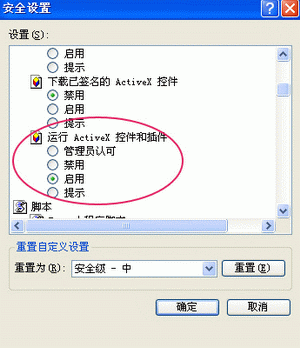 安全设置
设置(S):
启用
提示
下载已签名的 ActiveX 控件
禁用
启用
提示
运行 ActiveX 控件和插件
管理员认可
禁用
启用
提示
脚本
重置自定义设置
重置为(R):
安全级 - 中
重置(E)
确定
取消